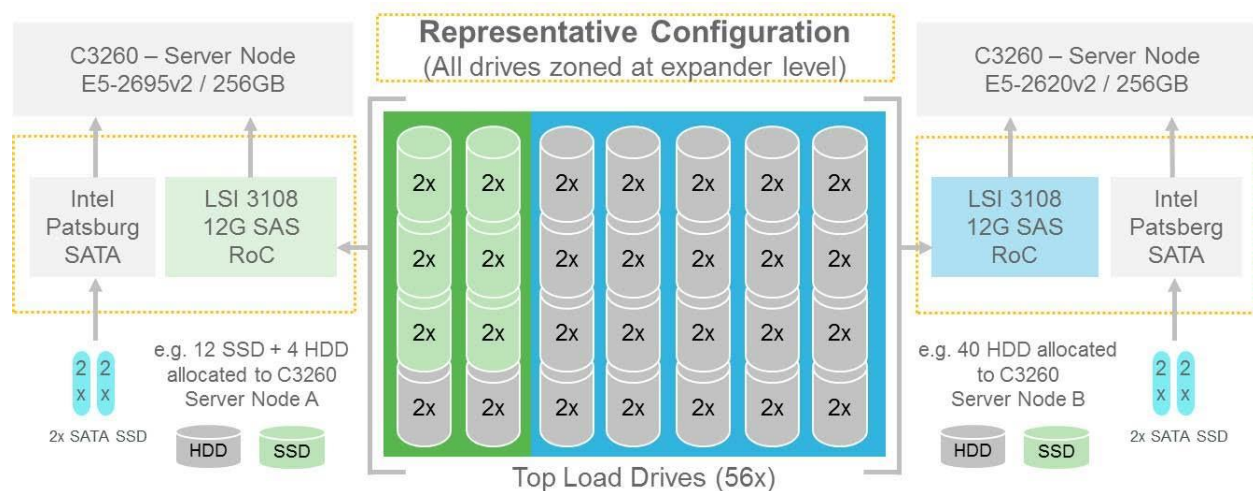 Representative Configuration
(All drives zoned at expander level)
C3260 – Server Node
E5-2695v2 / 256GB
Intel
Patsburg
SATA
LSI 3108
12G SAS
RoC
2
x
2
x
2x SATA SSD
e.g. 12 SSD + 4 HDD
allocated to C3260
Server Node A
HDD
SSD
2x 2x 2x 2x 2x 2x 2x
2x 2x 2x 2x 2x 2x 2x
2x 2x 2x 2x 2x 2x 2x
2x 2x 2x 2x 2x 2x 2x
Top Load Drives (56x)
C3260 – Server Node
E5-2620v2 / 256GB
LSI 3108
12G SAS
RoC
Intel
Patsberg
SATA
e.g. 40 HDD allocated
to C3260
Server Node B
HDD
SSD
2
x
2
x
2x SATA SSD